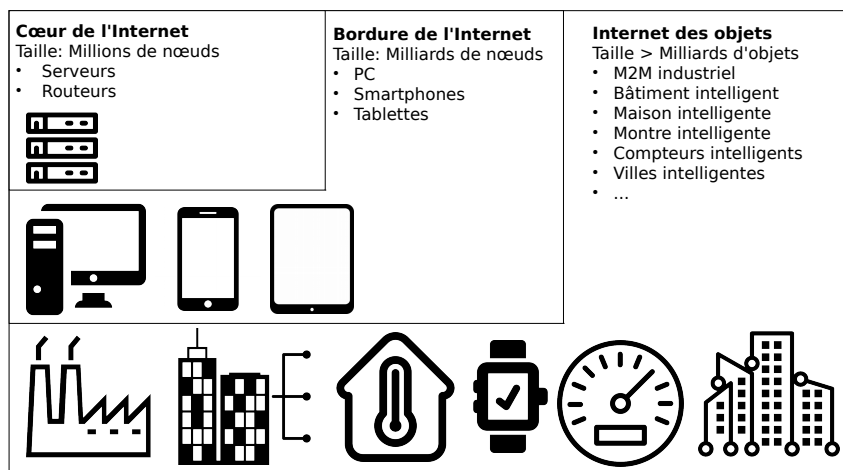 Cœur de l'Internet
Taille: Millions de nœuds
• Serveurs
• Routeurs
Bordure de l'Internet
Taille: Milliards de nœuds
• PC
• Smartphones
• Tablettes
Internet des objets
Taille > Milliards d'objets
• M2M industriel
• Bâtiment intelligent
• Maison intelligente
• Montre intelligente
• Compteurs intelligents
• Villes intelligentes
• ...